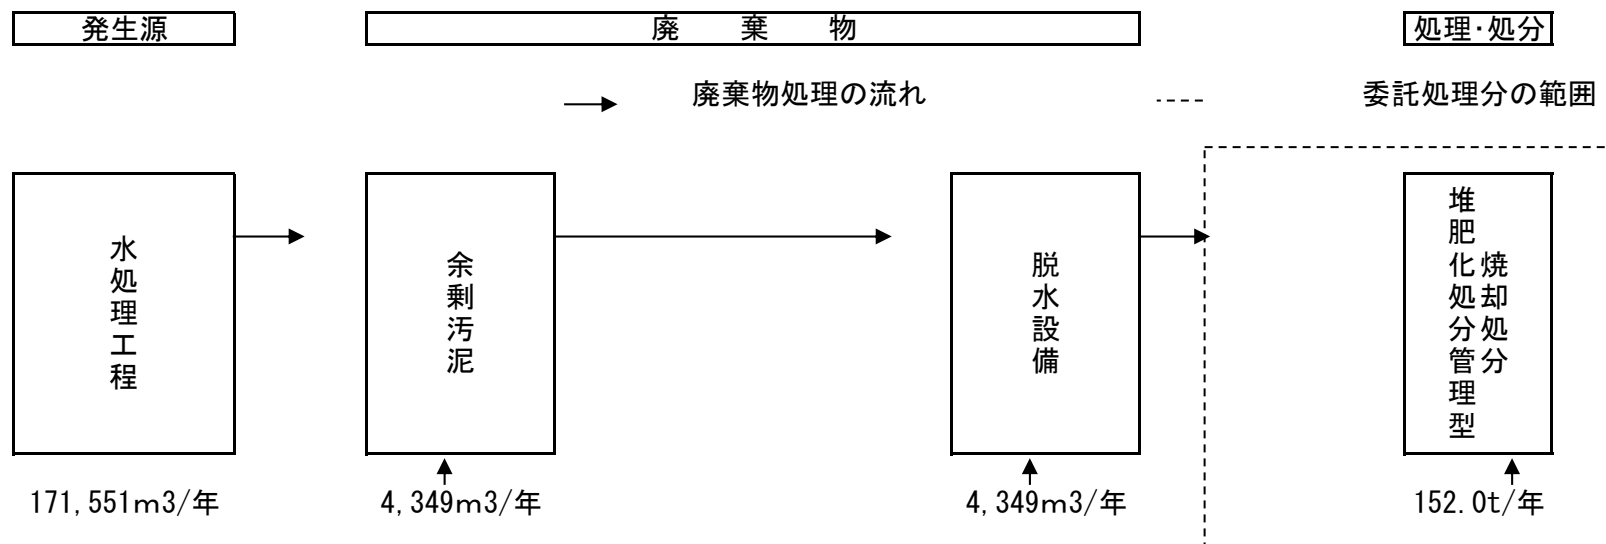 発生源
廃棄物
処理・処分
廃棄物処理の流れ
委託処理分の範囲
水処理工程
余剰汚泥
脱水設備
焼却処分
堆肥化処分管理型
171,551m3/年
4,349m3/年
4,349m3/年
152.0t/年